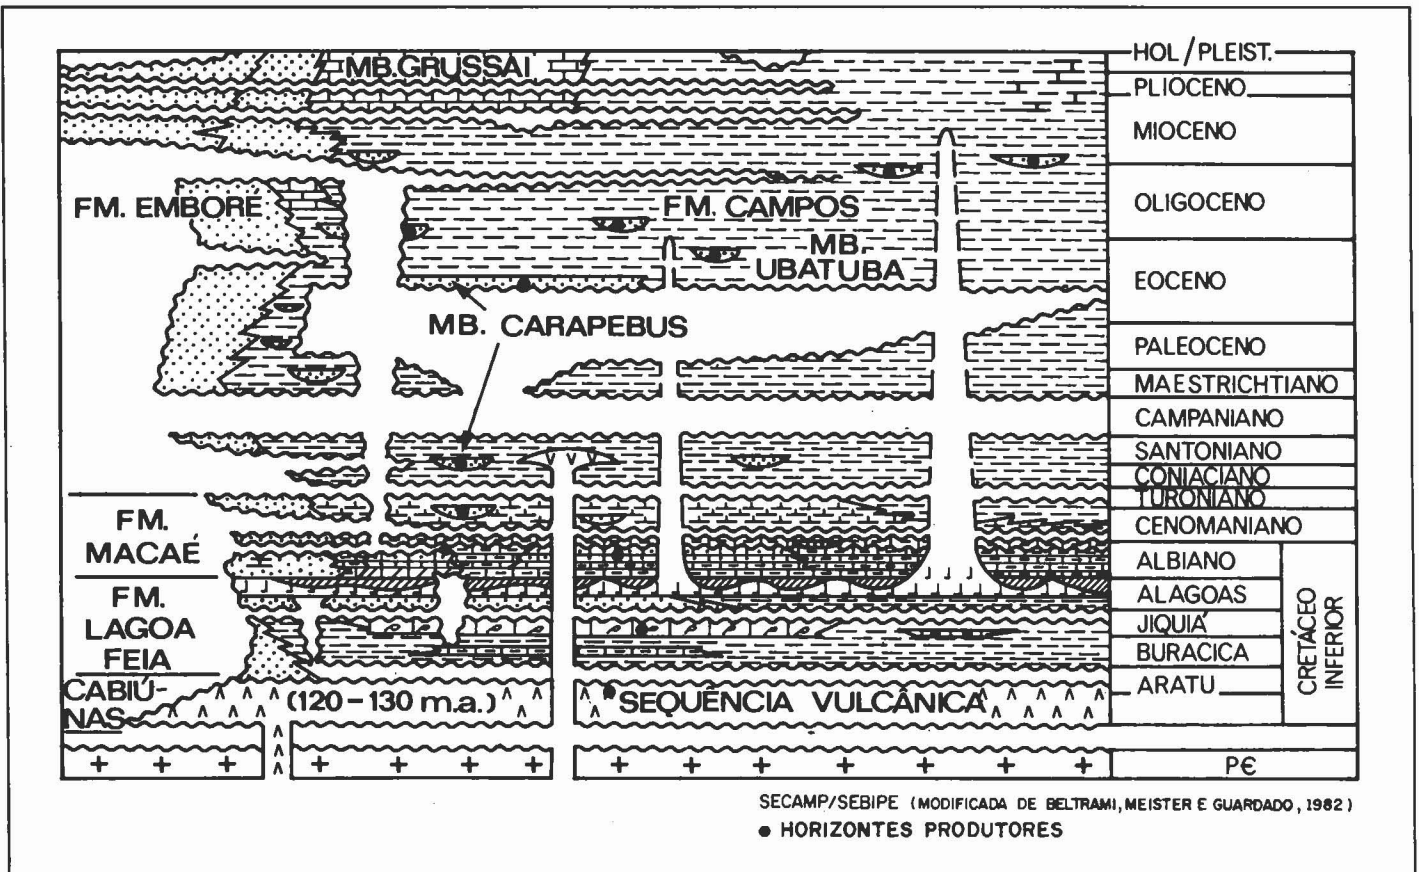 MB. GRUSSAI
FM. EMBORÉ
FM. CAMPOS
MB.
UBATUBA
MB. CARAPEBUS
FM.
MACAÉ
FM.
LAGOA
FEIA
CABIÚ-
NAS
(120-130 m.a.)
SEQUÊNCIA VULCÂNICA
HOL/PLEIST.
PLIOCENO
MIOCENO
OLIGOCENO
EOCENO
PALEOCENO
MAESTRICHTIANO
CAMPANIANO
SANTONIANO
CONIACIANO
TURONIANO
CENOMANIANO
ALBIANO
ALAGOAS
JIQUIÁ
BURACICA
ARATU
CRETÁCEO
INFERIOR
PЄ
SECAMP/SEBIPE (MODIFICADA DE BELTRAMI, MEISTER E GUARDADO, 1982)
● HORIZONTES PRODUTORES